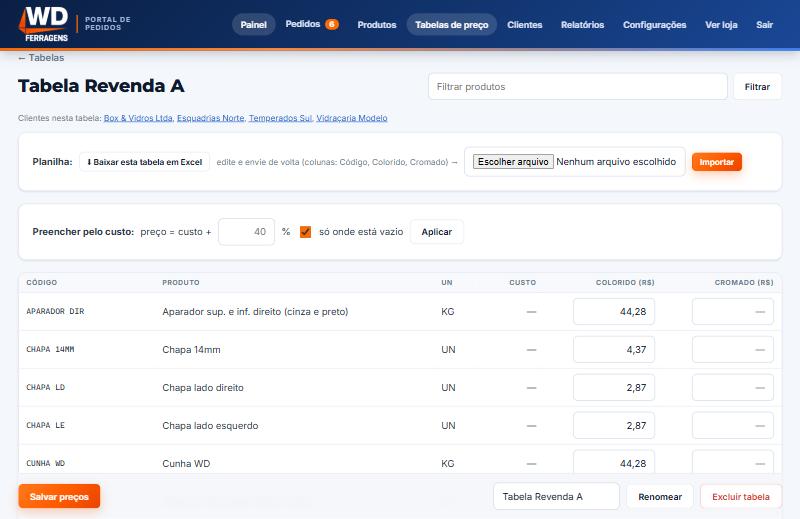 WD
FERRAGENS
PORTAL DE
PEDIDOS
Painel Pedidos 6 Produtos Tabelas de preço Clientes Relatórios Configurações Ver loja Sair
← Tabelas
Tabela Revenda A Filtrar produtos Filtrar
Clientes nesta tabela: Box & Vidros Ltda, Esquadrias Norte, Temperados Sul, Vidraçaria Modelo
Planilha: ⬇ Baixar esta tabela em Excel edite e envie de volta (colunas: Código, Colorido, Cromado) → Escolher arquivo Nenhum arquivo escolhido Importar
Preencher pelo custo: preço = custo + 40 % só onde está vazio Aplicar
CÓDIGO PRODUTO UN CUSTO COLORIDO (R$) CROMADO (R$)
APARADOR DIR Aparador sup. e inf. direito (cinza e preto) KG — 44,28 —
CHAPA 14MM Chapa 14mm UN — 4,37 —
CHAPA LD Chapa lado direito UN — 2,87 —
CHAPA LE Chapa lado esquerdo UN — 2,87 —
CUNHA WD Cunha WD KG — 44,28 —
Salvar preços Tabela Revenda A Renomear Excluir tabela